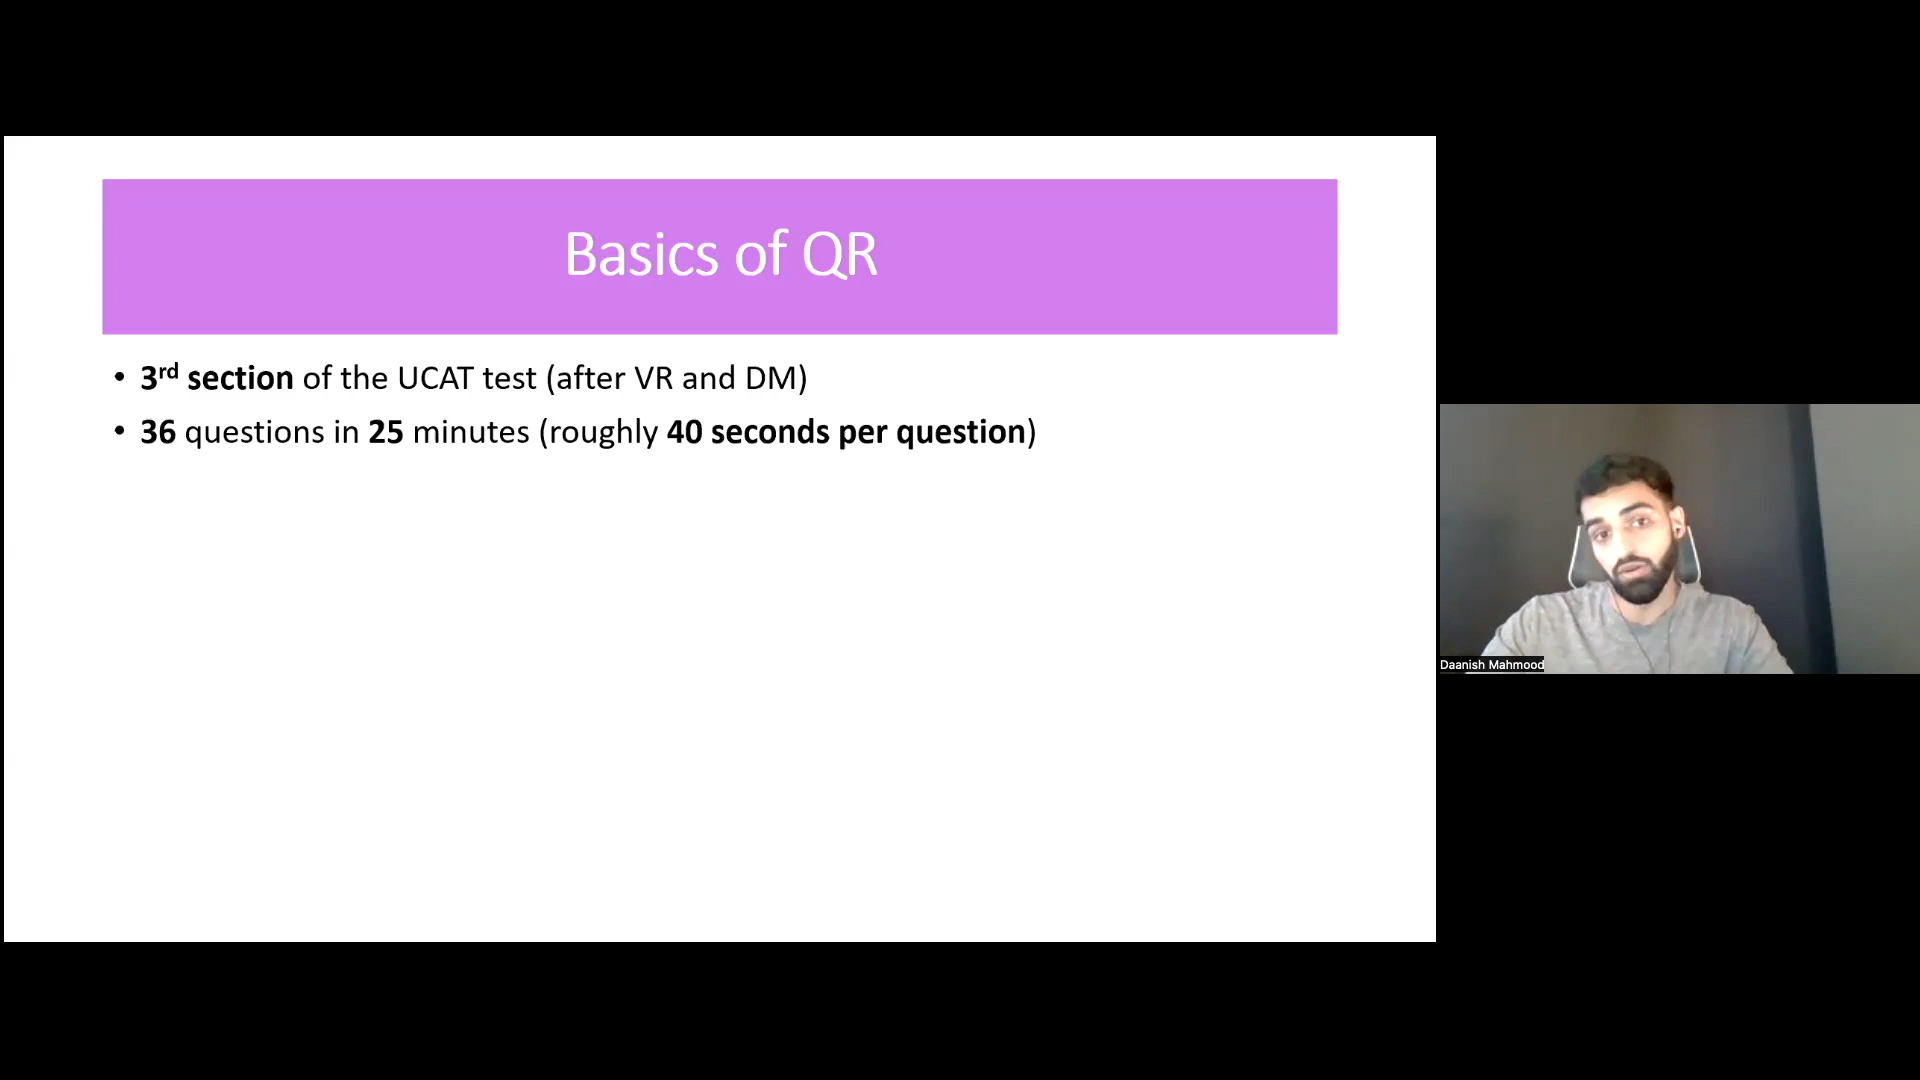 Basics of QR
• 3rd section of the UCAT test (after VR and DM)
• 36 questions in 25 minutes (roughly 40 seconds per question)
Daanish Mahmood